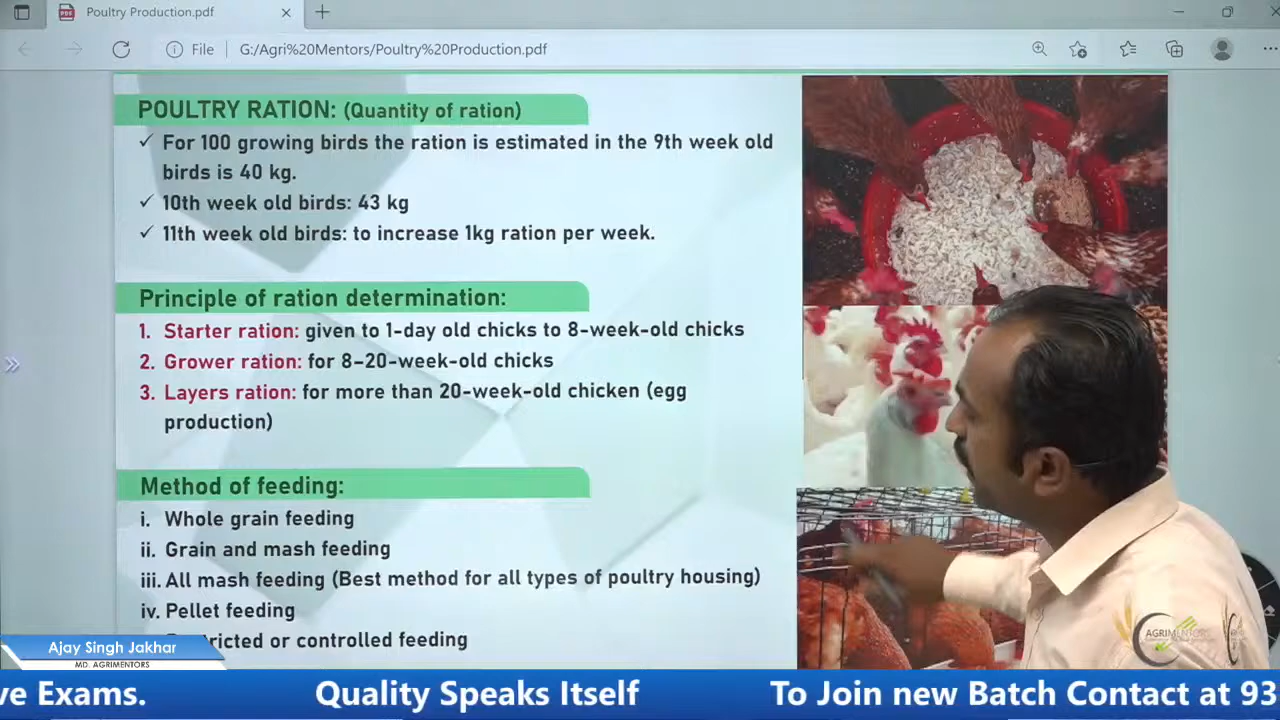 Poultry Production.pdf
File
G:/Agri%20Mentors/Poultry%20Production.pdf
POULTRY RATION: (Quantity of ration)
✓ For 100 growing birds the ration is estimated in the 9th week old
birds is 40 kg.
✓ 10th week old birds: 43 kg
✓ 11th week old birds: to increase 1kg ration per week.
Principle of ration determination:
1. Starter ration: given to 1-day old chicks to 8-week-old chicks
2. Grower ration: for 8-20-week-old chicks
3. Layers ration: for more than 20-week-old chicken (egg
production)
Method of feeding:
i. Whole grain feeding
ii. Grain and mash feeding
iii. All mash feeding (Best method for all types of poultry housing)
iv. Pellet feeding
or controlled feeding
Ajay Singh Jakhar
MD. AGRIMENTORS
AGRIMENTORS
ve Exams. Quality Speaks Itself To Join new Batch Contact at 93